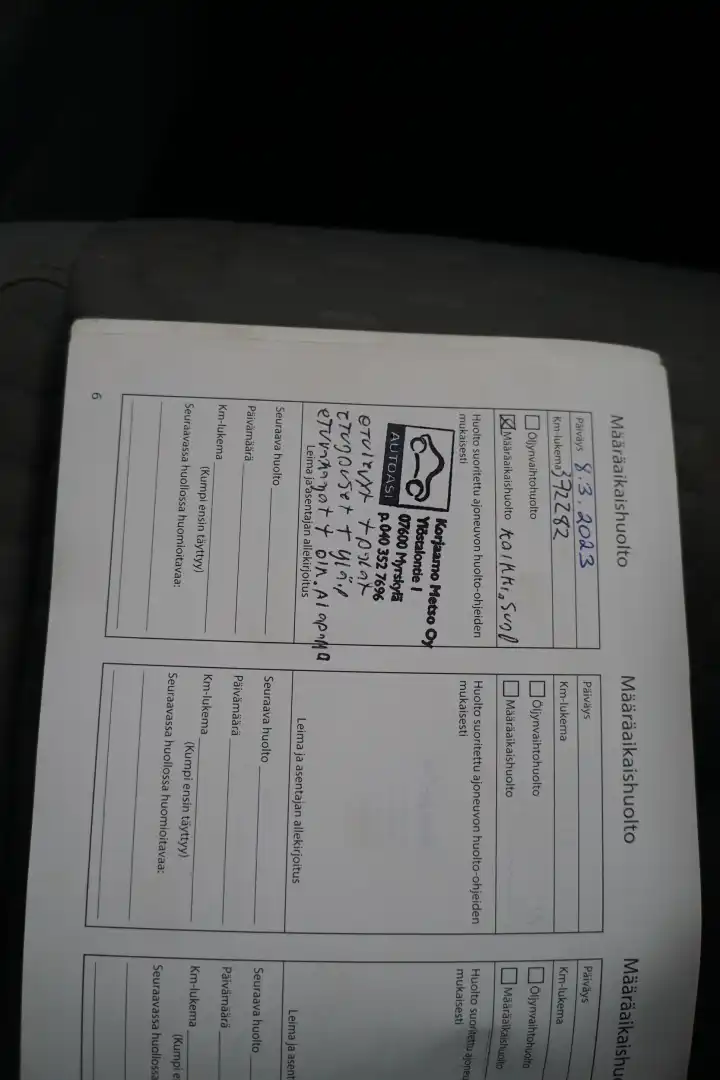 Määräaikaishuolto
Päiväys 8.3.2023
Km-lukema 372282
Öljynvaihtohuolto
Määräaikaishuolto
Huolto suoritettu ajoneuvon huolto-ohjeiden
mukaisesti
AUTOASI
Korjaamo Metso Oy
Ylöstalontie 1
07600 Myrskylä
p. 040 352 7696
Leima ja asentajan allekirjoitus
Seuraava huolto
Päivämäärä
Km-lukema
(Kumpi ensin täyttyy)
Seuraavassa huollossa huomioitavaa:
6
Määräaikaishuolto
Päiväys
Km-lukema
Öljynvaihtohuolto
Määräaikaishuolto
Huolto suoritettu ajoneuvon huolto-ohjeiden
mukaisesti
Leima ja asentajan allekirjoitus
Seuraava huolto
Päivämäärä
Km-lukema
(Kumpi ensin täyttyy)
Seuraavassa huollossa huomioitavaa:
Määräaikaishu
Päiväys
Km-lukema
Öljynvaihtohuolto
Määräaikaishuolto
Huolto suoritettu ajoneu
mukaisesti
Leima ja asent
Seuraava huolto
Päivämäärä
Km-lukema
(Kumpi e
Seuraavassa huolloss